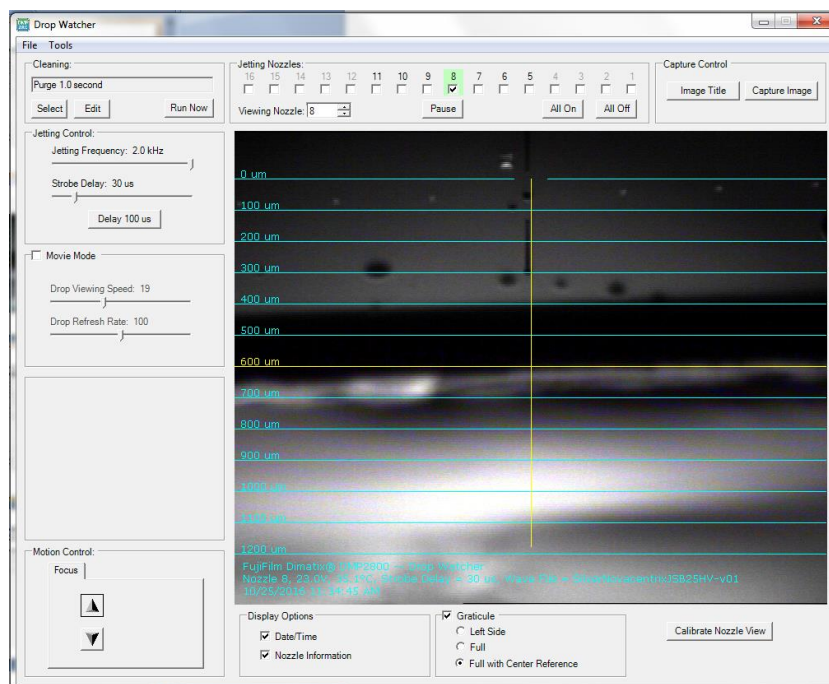 Drop Watcher
File Tools
Cleaning:
Purge 1.0 second
Select Edit Run Now
Jetting Nozzles:
16 15 14 13 12 11 10 9 8 7 6 5 4 3 2 1
Viewing Nozzle: 8 Pause All On All Off
Capture Control
Image Title Capture Image
Jetting Control:
Jetting Frequency: 2.0 kHz
Strobe Delay: 30 us
Delay 100 us
Movie Mode
Drop Viewing Speed: 19
Drop Refresh Rate: 100
0 um
100 um
200 um
300 um
400 um
500 um
600 um
700 um
800 um
900 um
1000 um
1100 um
1200 um
FujiFilm Dimatix® DMP2800 -- Drop Watcher
Nozzle 8, 23.0V, Strobe Delay = 30 us, Wave File =
10/25/2016
Motion Control:
Focus
Display Options
Date/Time
Nozzle Information
Graticule
Left Side
Full
Full with Center Reference
Calibrate Nozzle View